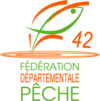 42
FÉDÉRATION
DÉPARTEMENTALE
PÊCHE